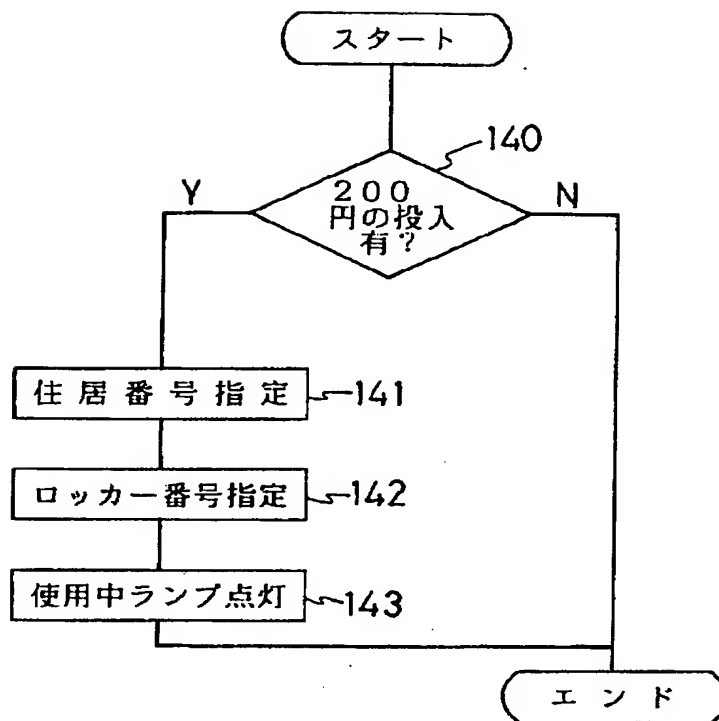 スタート
140
Y
200
円の投入
有?
N
住居番号指定
141
ロッカー番号指定
142
使用中ランプ点灯
143
エンド